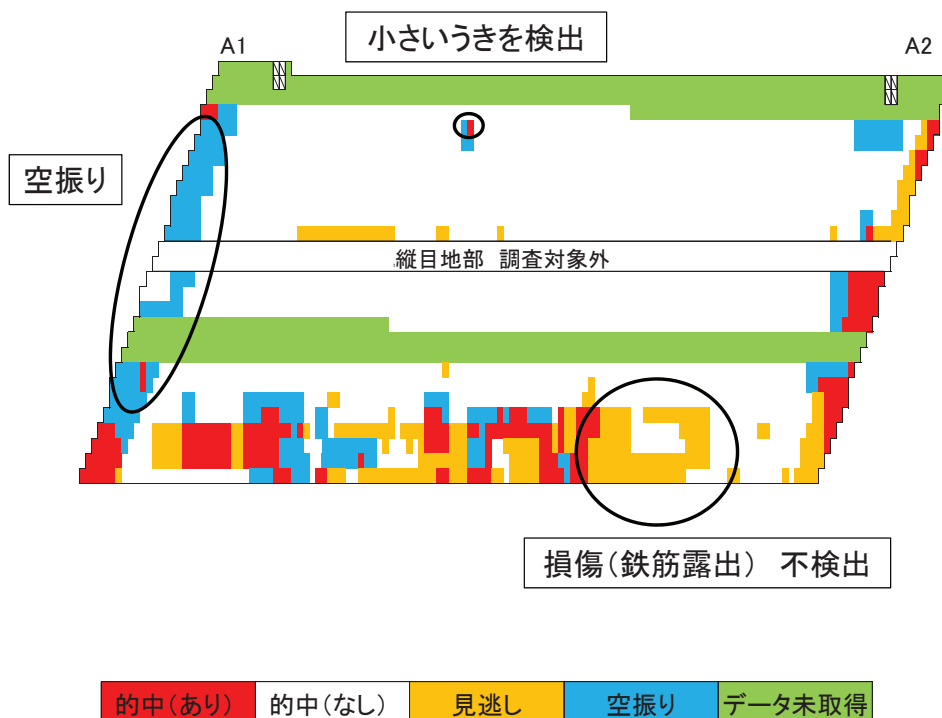 小さいうきを検出
A1
A2
空振り
縦目地部 調査対象外
損傷(鉄筋露出) 不検出
的中(あり) 的中(なし) 見逃し 空振り データ未取得